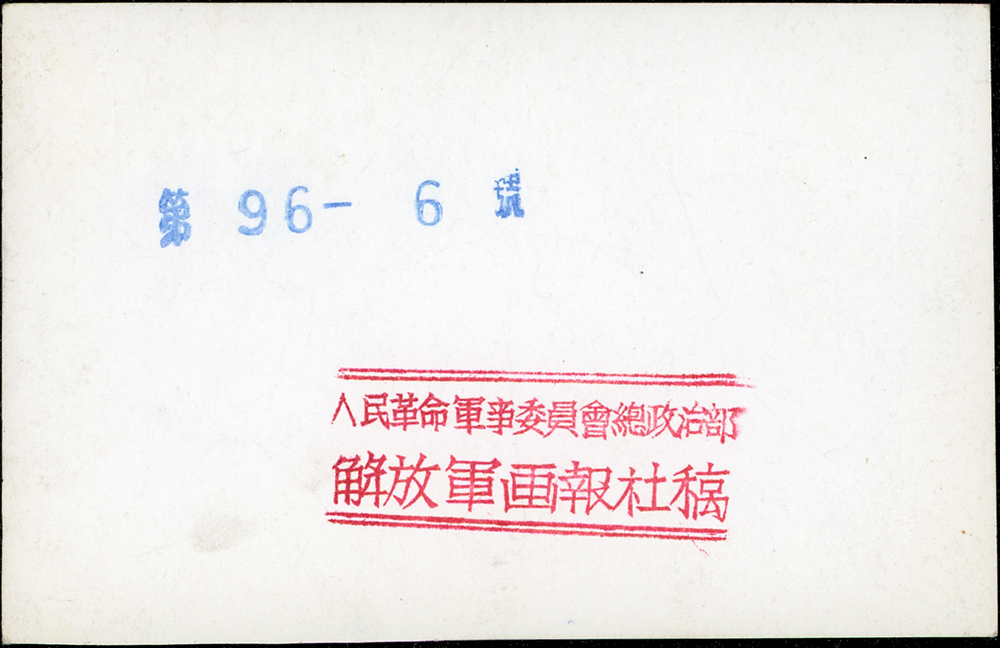 第 96- 6 號
人民革命軍事委員會總政治部
解放軍画報社稿